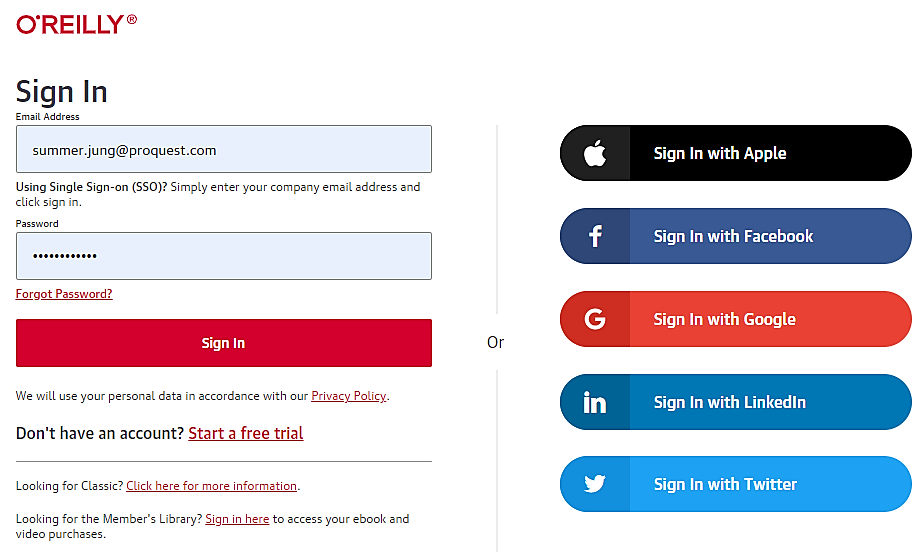 O'REILLY®
Sign In
Email Address
summer.jung@proquest.com
Using Single Sign-on (SSO)? Simply enter your company email address and
click sign in.
Password
••••••••••••
Forgot Password?
Sign In
We will use your personal data in accordance with our Privacy Policy.
Don't have an account? Start a free trial
Looking for Classic? Click here for more information.
Looking for the Member's Library? Sign in here to access your ebook and
video purchases.
Or
Sign In with Apple
Sign In with Facebook
Sign In with Google
Sign In with LinkedIn
Sign In with Twitter